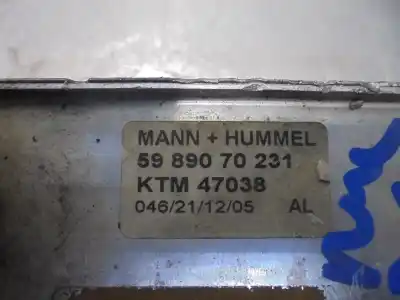 MANN + HUMMEL
59 890 70 231
KTM 47038
046/21/12/05 AL